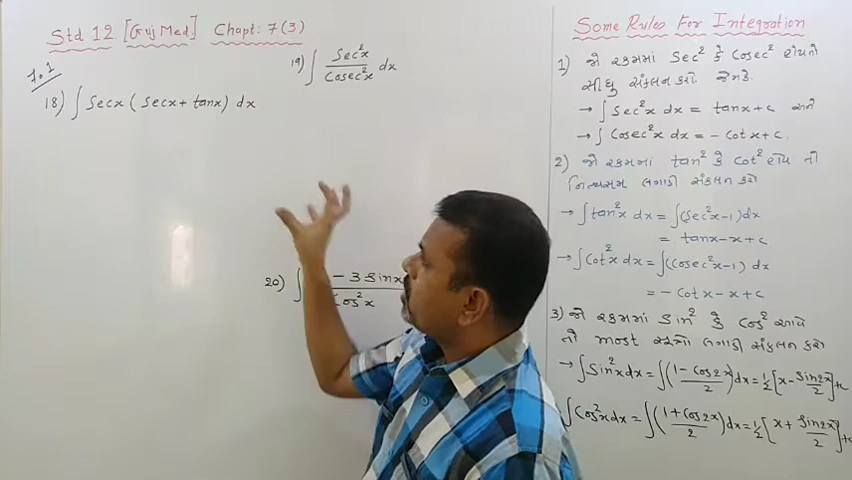 Std 12 [Guj Med] Chapt: 7(3)
7.1
18) ∫ Secx ( Secx + tanx ) dx
19) ∫ Sec²x / Cosec²x dx
20) ∫ - 3 Sinx / Cos²x
Some Rules For Integration
1) જો રકમમાં Sec² કે Cosec² હોય તો
સીધુ સંકલન કરો. જેમકે.
→ ∫ Sec²x dx = tanx + c અને
→ ∫ Cosec²x dx = - Cotx + c.
2) જો રકમમાં tan² કે Cot² હોય તો
નિત્યસમ લગાડી સંકલન કરો
→ ∫ tan²x dx = ∫ (Sec²x - 1) dx
= tanx - x + c
→ ∫ Cot²x dx = ∫ (Cosec²x - 1) dx
= - Cotx - x + c
3) જો રકમમાં Sin² કે Cos² આવે
તો most સૂત્રો લગાડી સંકલન કરો
→ ∫ Sin²x dx = ∫ (1 - Cos2x / 2) dx = 1/2 [x - Sin2x / 2] + c
∫ Cos²x dx = ∫ (1 + Cos2x / 2) dx = 1/2 [x + Sin2x / 2] + c